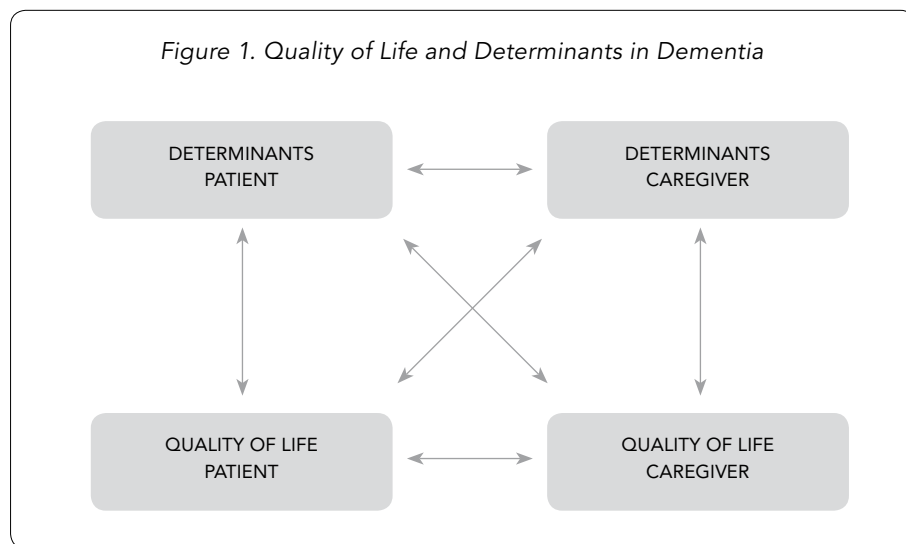 Figure 1. Quality of Life and Determinants in Dementia
DETERMINANTS
PATIENT
DETERMINANTS
CAREGIVER
QUALITY OF LIFE
PATIENT
QUALITY OF LIFE
CAREGIVER